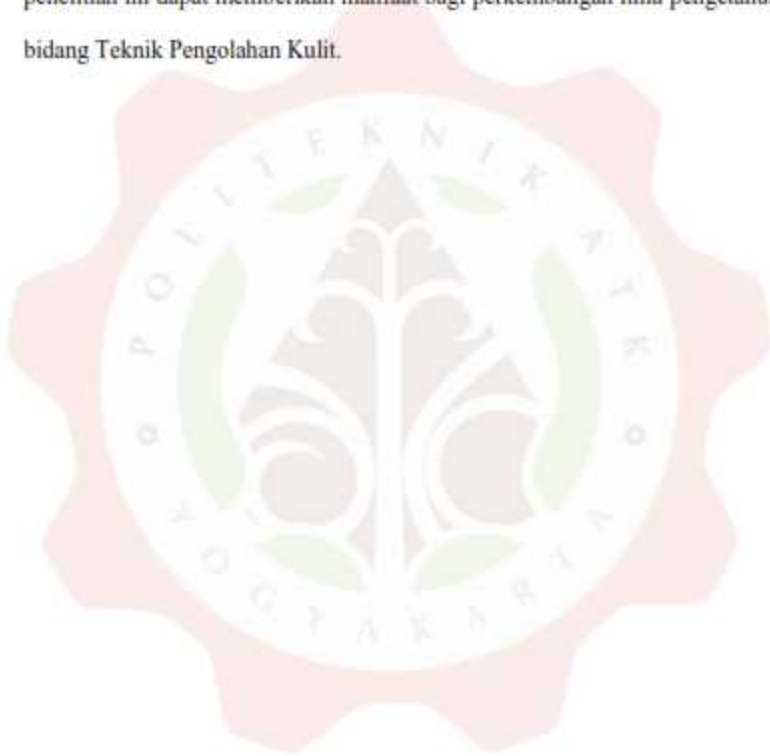 penelitian ini dapat memberikan manfaat bagi perkembangan ilmu pengetahuan
bidang Teknik Pengolahan Kulit.
POLITEKNIK ATK
YOGYAKARTA